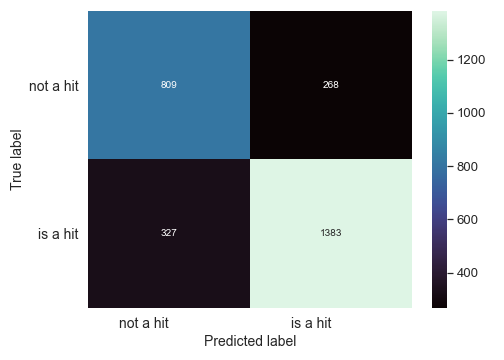 not a hit
809
268
is a hit
327
1383
not a hit
is a hit
Predicted label
True label
1200
1000
800
600
400